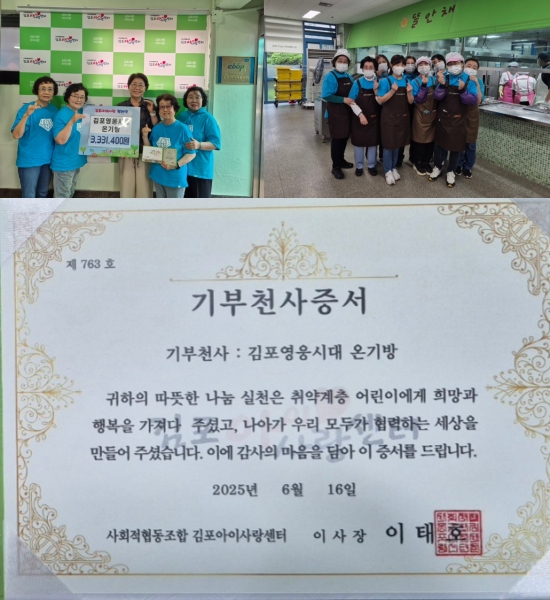 김포영웅시대
온기방
3,331,400원
웰안채
제 763 호
기부천사증서
기부천사 : 김포영웅시대 온기방
귀하의 따뜻한 나눔 실천은 취약계층 어린이에게 희망과
행복을 가져다 주셨고, 나아가 우리 모두가 협력하는 세상을
만들어 주셨습니다. 이에 감사의 마음을 담아 이 증서를 드립니다.
2025년 6월 16일
사회적협동조합 김포아이사랑센터 이 사 장 이 태 호